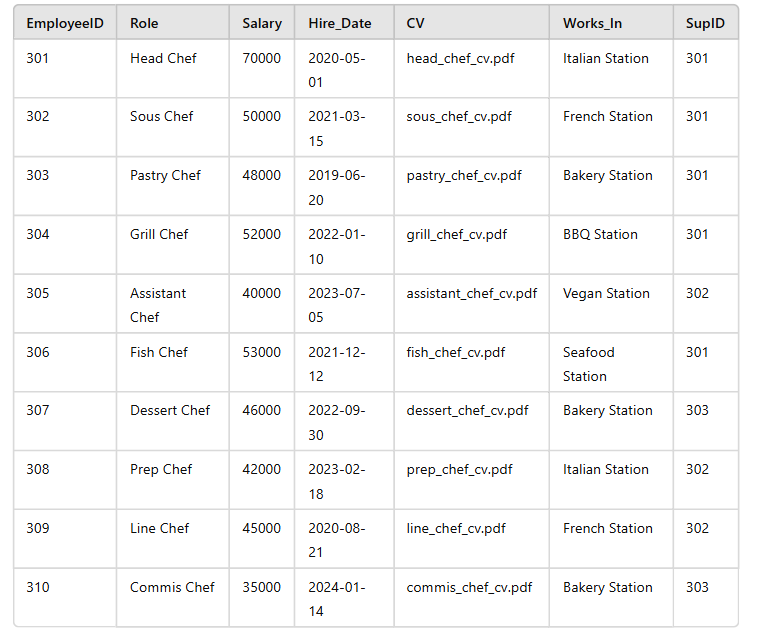 EmployeeID Role Salary Hire_Date CV Works_In SupID
301 Head Chef 70000 2020-05- head_chef_cv.pdf Italian Station 301
01
302 Sous Chef 50000 2021-03- sous_chef_cv.pdf French Station 301
15
303 Pastry Chef 48000 2019-06- pastry_chef_cv.pdf Bakery Station 301
20
304 Grill Chef 52000 2022-01- grill_chef_cv.pdf BBQ Station 301
10
305 Assistant 40000 2023-07- assistant_chef_cv.pdf Vegan Station 302
Chef 05
306 Fish Chef 53000 2021-12- fish_chef_cv.pdf Seafood 301
12 Station
307 Dessert Chef 46000 2022-09- dessert_chef_cv.pdf Bakery Station 303
30
308 Prep Chef 42000 2023-02- prep_chef_cv.pdf Italian Station 302
18
309 Line Chef 45000 2020-08- line_chef_cv.pdf French Station 302
21
310 Commis Chef 35000 2024-01- commis_chef_cv.pdf Bakery Station 303
14